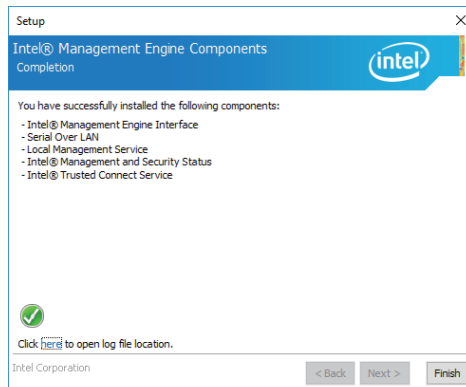 Setup
Intel® Management Engine Components
Completion
intel
You have successfully installed the following components:
- Intel® Management Engine Interface
- Serial Over LAN
- Local Management Service
- Intel® Management and Security Status
- Intel® Trusted Connect Service
Click here to open log file location.
Intel Corporation
< Back
Next >
Finish